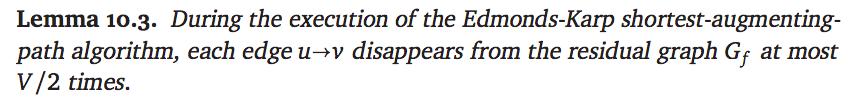 Lemma 10.3. During the execution of the Edmonds-Karp shortest-augmenting-
path algorithm, each edge u→v disappears from the residual graph G_f at most
V/2 times.